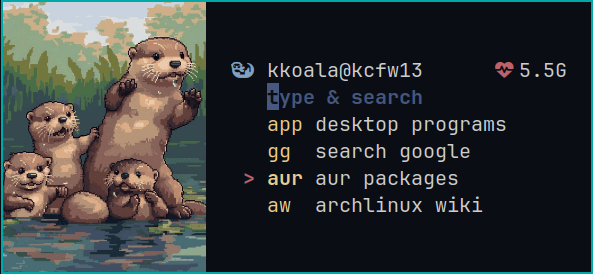 kkoala@kcfw13 5.5G
type & search
app desktop programs
gg search google
> aur aur packages
aw archlinux wiki